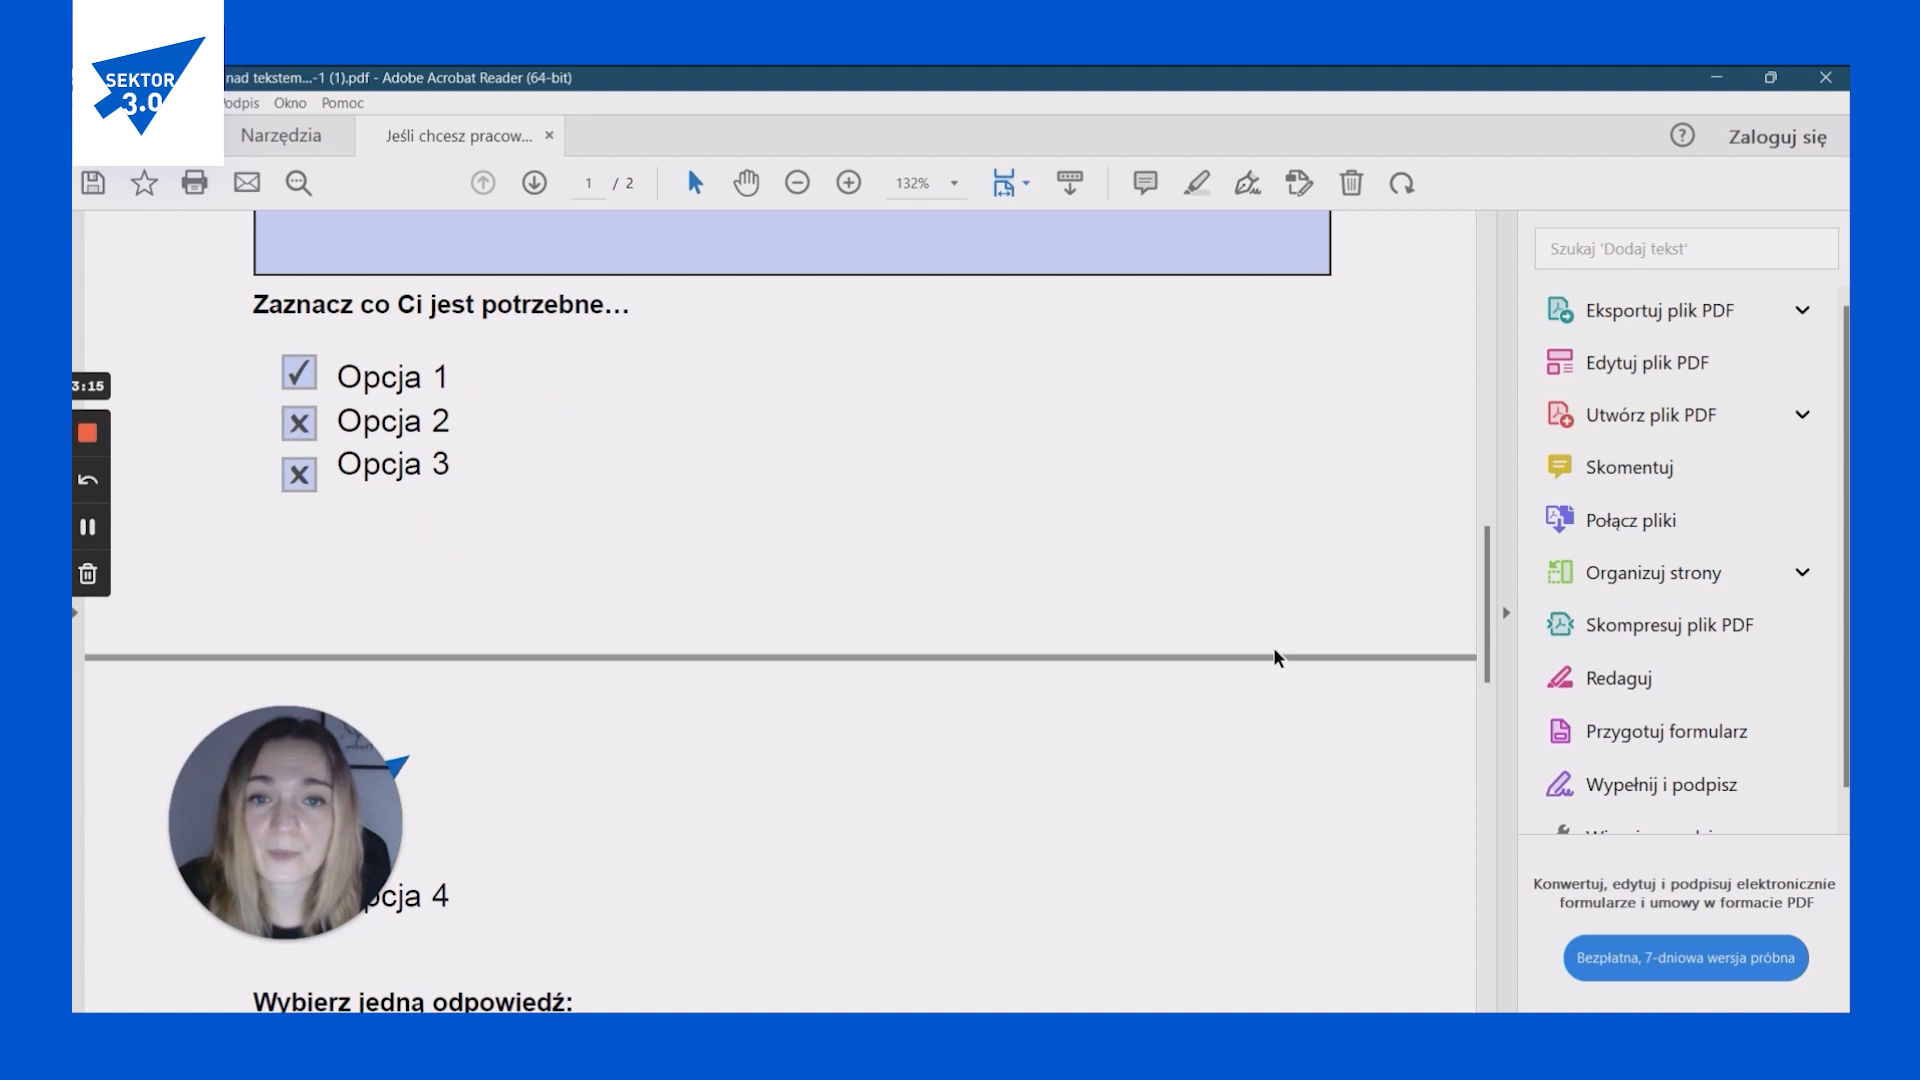 SEKTOR
3.0
nad tekstem...-1 (1).pdf - Adobe Acrobat Reader (64-bit)
odpis Okno Pomoc
Narzędzia
Jeśli chcesz pracow...
Zaloguj się
1 / 2
132%
Szukaj 'Dodaj tekst'
Zaznacz co Ci jest potrzebne...
Opcja 1
Opcja 2
Opcja 3
3:15
pcja 4
Wybierz jedną odpowiedź:
Eksportuj plik PDF
Edytuj plik PDF
Utwórz plik PDF
Skomentuj
Połącz pliki
Organizuj strony
Skompresuj plik PDF
Redaguj
Przygotuj formularz
Wypełnij i podpisz
Konwertuj, edytuj i podpisuj elektronicznie
formularze i umowy w formacie PDF
Bezpłatna, 7-dniowa wersja próbna